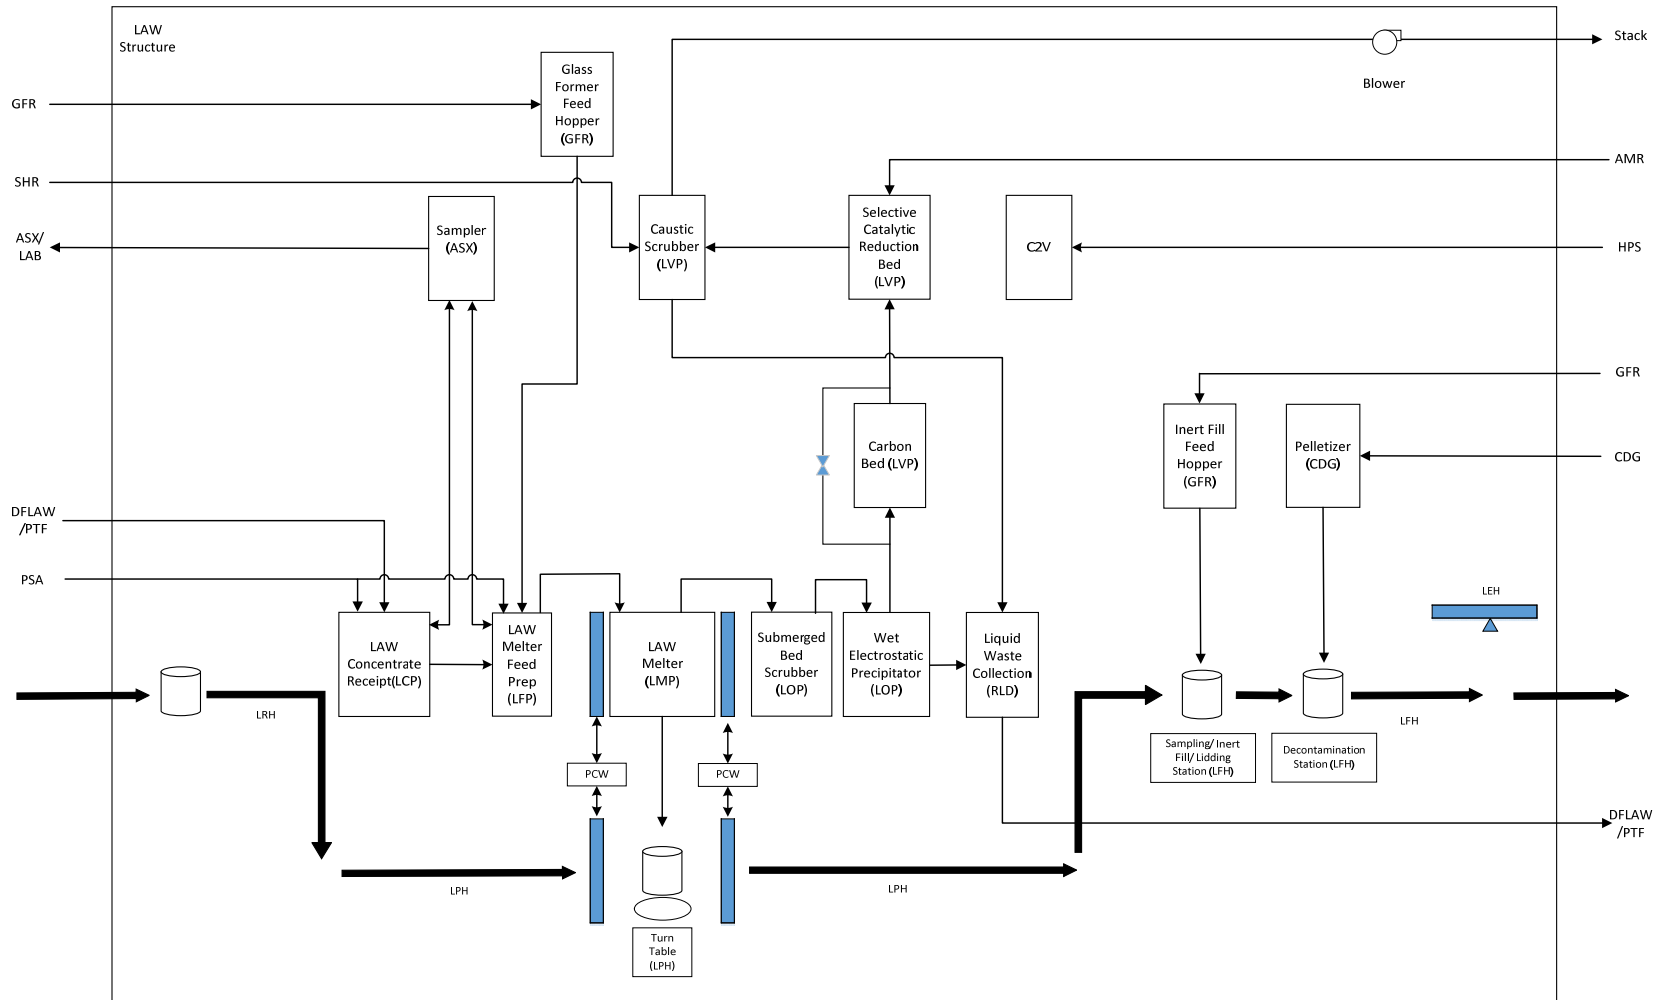 LAW
Structure
Stack
Blower
Glass
Former
Feed
Hopper
(GFR)
GFR
AMR
SHR
ASX/
LAB
Sampler
(ASX)
Caustic
Scrubber
(LVP)
Selective
Catalytic
Reduction
Bed
(LVP)
C2V
HPS
GFR
Carbon
Bed (LVP)
Inert Fill
Feed
Hopper
(GFR)
Pelletizer
(CDG)
CDG
DFLAW
/PTF
PSA
LAW
Concentrate
Receipt(LCP)
LAW
Melter
Feed
Prep
(LFP)
LAW
Melter
(LMP)
Submerged
Bed
Scrubber
(LOP)
Wet
Electrostatic
Precipitator
(LOP)
Liquid
Waste
Collection
(RLD)
LEH
LRH
LFH
PCW
PCW
Sampling/ Inert
Fill/ Lidding
Station (LFH)
Decontamination
Station (LFH)
DFLAW
/PTF
LPH
LPH
Turn
Table
(LPH)